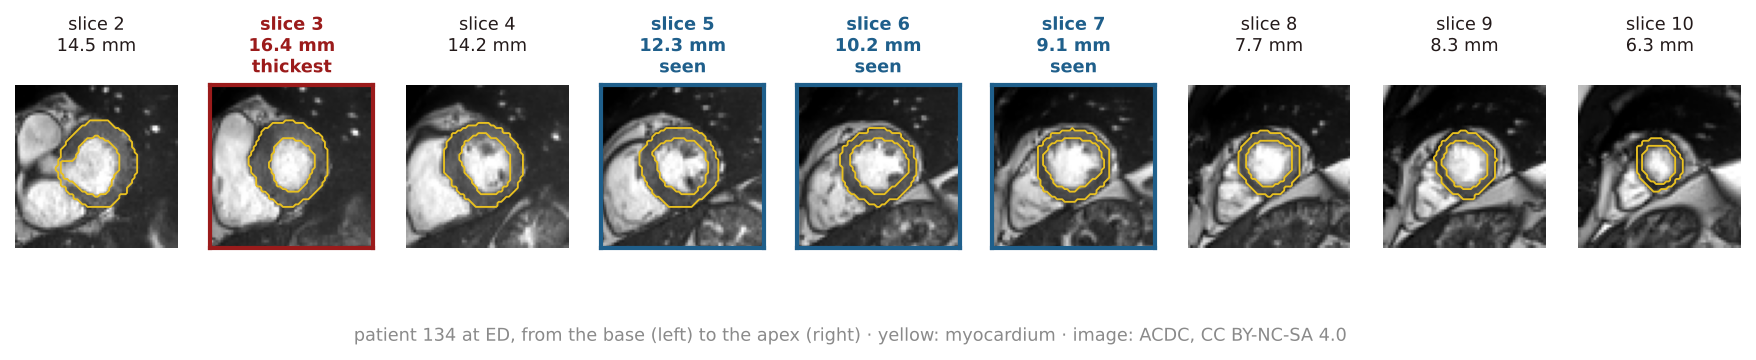 slice 2
14.5 mm
slice 3
16.4 mm
thickest
slice 4
14.2 mm
slice 5
12.3 mm
seen
slice 6
10.2 mm
seen
slice 7
9.1 mm
seen
slice 8
7.7 mm
slice 9
8.3 mm
slice 10
6.3 mm
patient 134 at ED, from the base (left) to the apex (right) · yellow: myocardium · image: ACDC, CC BY-NC-SA 4.0